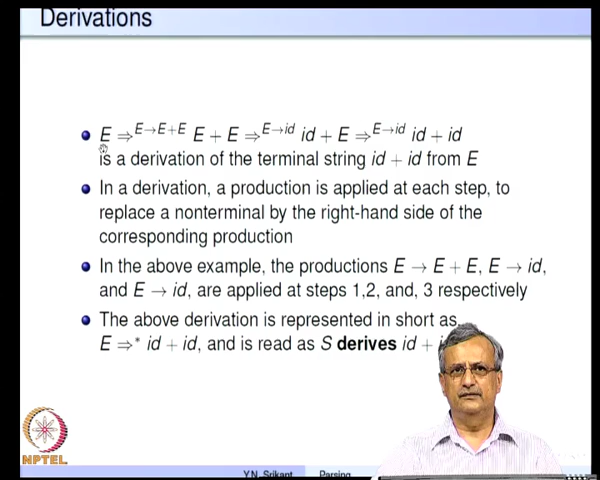 Derivations
E ⇒^{E→E+E} E + E ⇒^{E→id} id + E ⇒^{E→id} id + id
is a derivation of the terminal string id + id from E
In a derivation, a production is applied at each step, to
replace a nonterminal by the right-hand side of the
corresponding production
In the above example, the productions E → E + E, E → id,
and E → id, are applied at steps 1,2, and, 3 respectively
The above derivation is represented in short as,
E ⇒* id + id, and is read as S derives id +
NPTEL
Y.N. Srikant Parsing